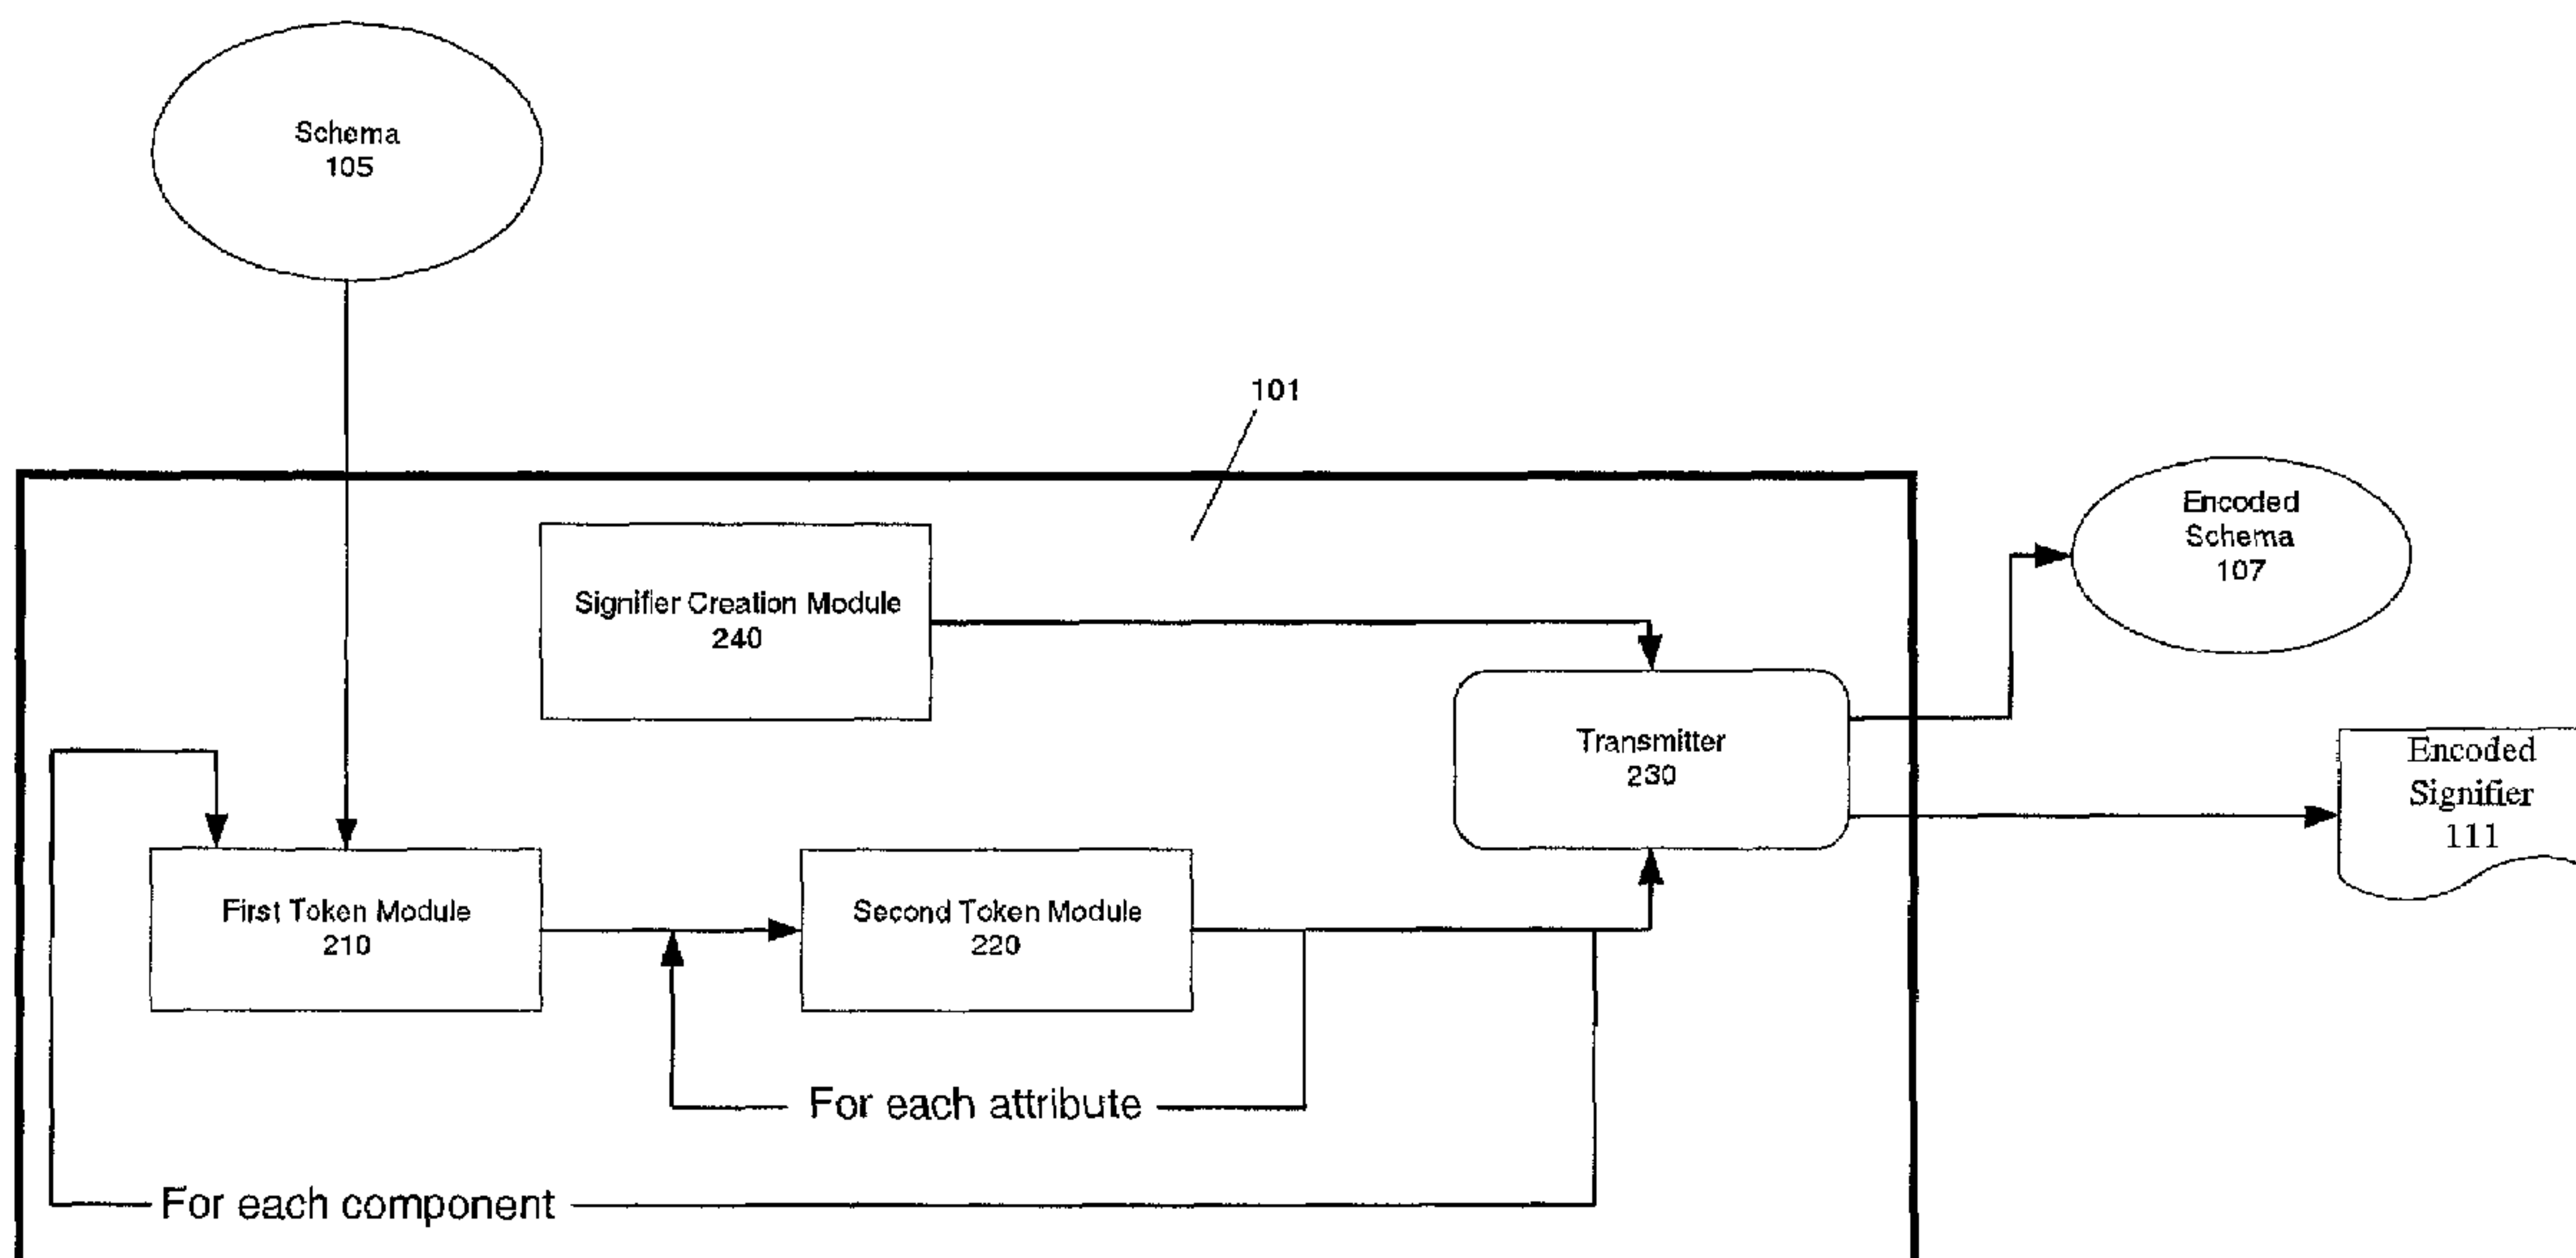 Schema
105
101
Encoded
Schema
107
Signifier Creation Module
240
Transmitter
230
Encoded
Signifier
111
First Token Module
210
Second Token Module
220
For each attribute
For each component